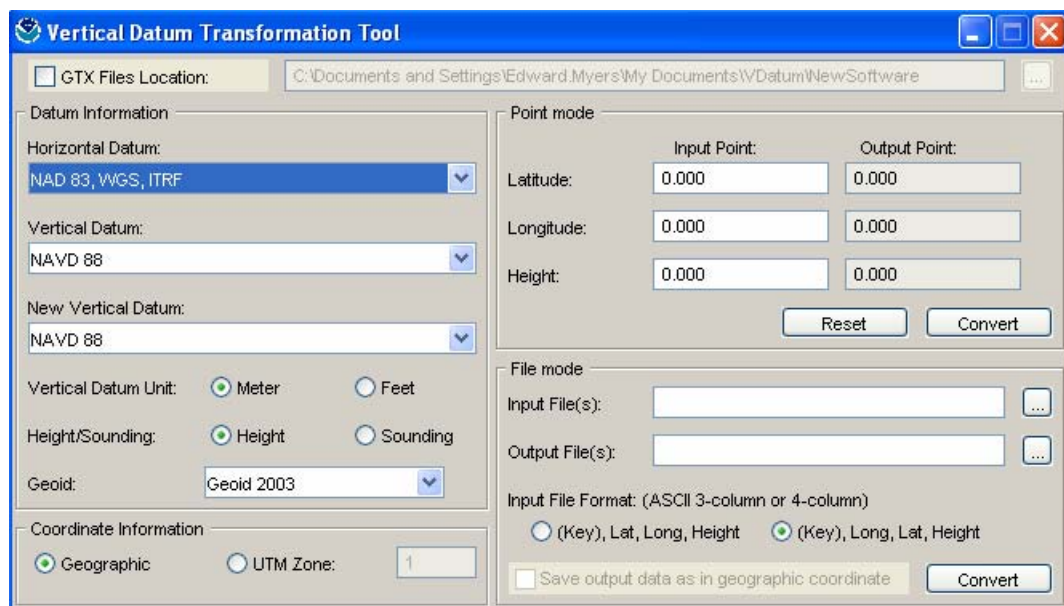 Vertical Datum Transformation Tool
GTX Files Location:
C:\Documents and Settings\Edward.Myers\My Documents\VDatum\NewSoftware
...
Datum Information
Horizontal Datum:
NAD 83, WGS, ITRF
Vertical Datum:
NAVD 88
New Vertical Datum:
NAVD 88
Vertical Datum Unit:
Meter
Feet
Height/Sounding:
Height
Sounding
Geoid:
Geoid 2003
Coordinate Information
Geographic
UTM Zone:
1
Point mode
Input Point:
Output Point:
Latitude:
0.000
0.000
Longitude:
0.000
0.000
Height:
0.000
0.000
Reset
Convert
File mode
Input File(s):
...
Output File(s):
...
Input File Format: (ASCII 3-column or 4-column)
(Key), Lat, Long, Height
(Key), Long, Lat, Height
Save output data as in geographic coordinate
Convert